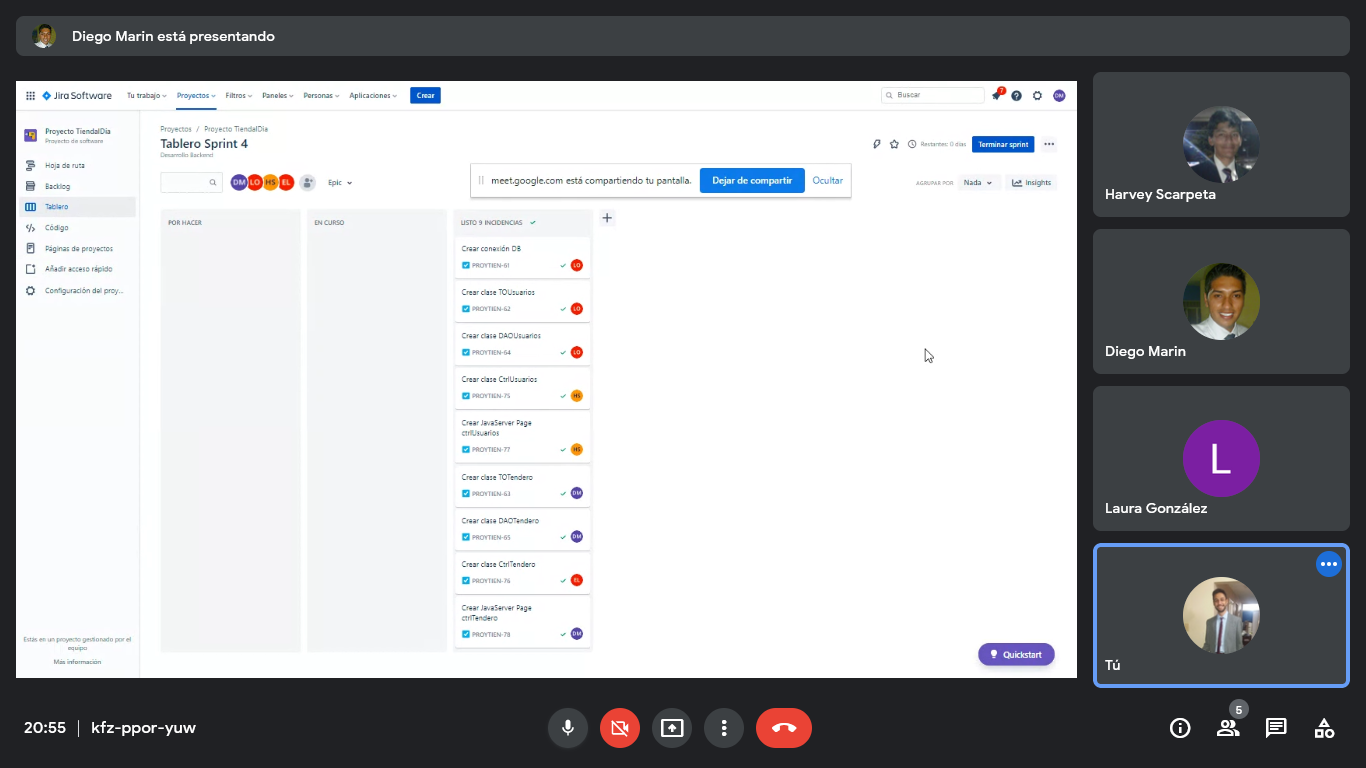 Diego Marin está presentando
Jira Software
Tu trabajo
Proyectos
Filtros
Paneles
Personas
Aplicaciones
Crear
Buscar
7
DM
Proyecto TiendalDía
Proyecto de software
Hoja de ruta
Backlog
Tablero
Código
Páginas de proyectos
Añadir acceso rápido
Configuración del proy...
Estás en un proyecto gestionado por el
equipo
Más información
Proyectos / Proyecto TiendalDía
Tablero Sprint 4
Desarrollo Backend
Restantes: 0 días
Terminar sprint
DM LO HS EL
Epic
meet.google.com está compartiendo tu pantalla.
Dejar de compartir
Ocultar
AGRUPAR POR
Nada
Insights
POR HACER
EN CURSO
LISTO 9 INCIDENCIAS
Crear conexión DB
PROYTIEN-61
LO
Crear clase TOUsuarios
PROYTIEN-62
LO
Crear clase DAOUsuarios
PROYTIEN-64
LO
Crear clase CtrlUsuarios
PROYTIEN-75
HS
Crear JavaServer Page
ctrlUsuarios
PROYTIEN-77
HS
Crear clase TOTendero
PROYTIEN-63
DM
Crear clase DAOTendero
PROYTIEN-65
DM
Crear clase CtrlTendero
PROYTIEN-76
EL
Crear JavaServer Page
ctrlTendero
PROYTIEN-78
DM
Quickstart
Harvey Scarpeta
Diego Marin
L
Laura González
Tú
20:55
kfz-ppor-yuw
5